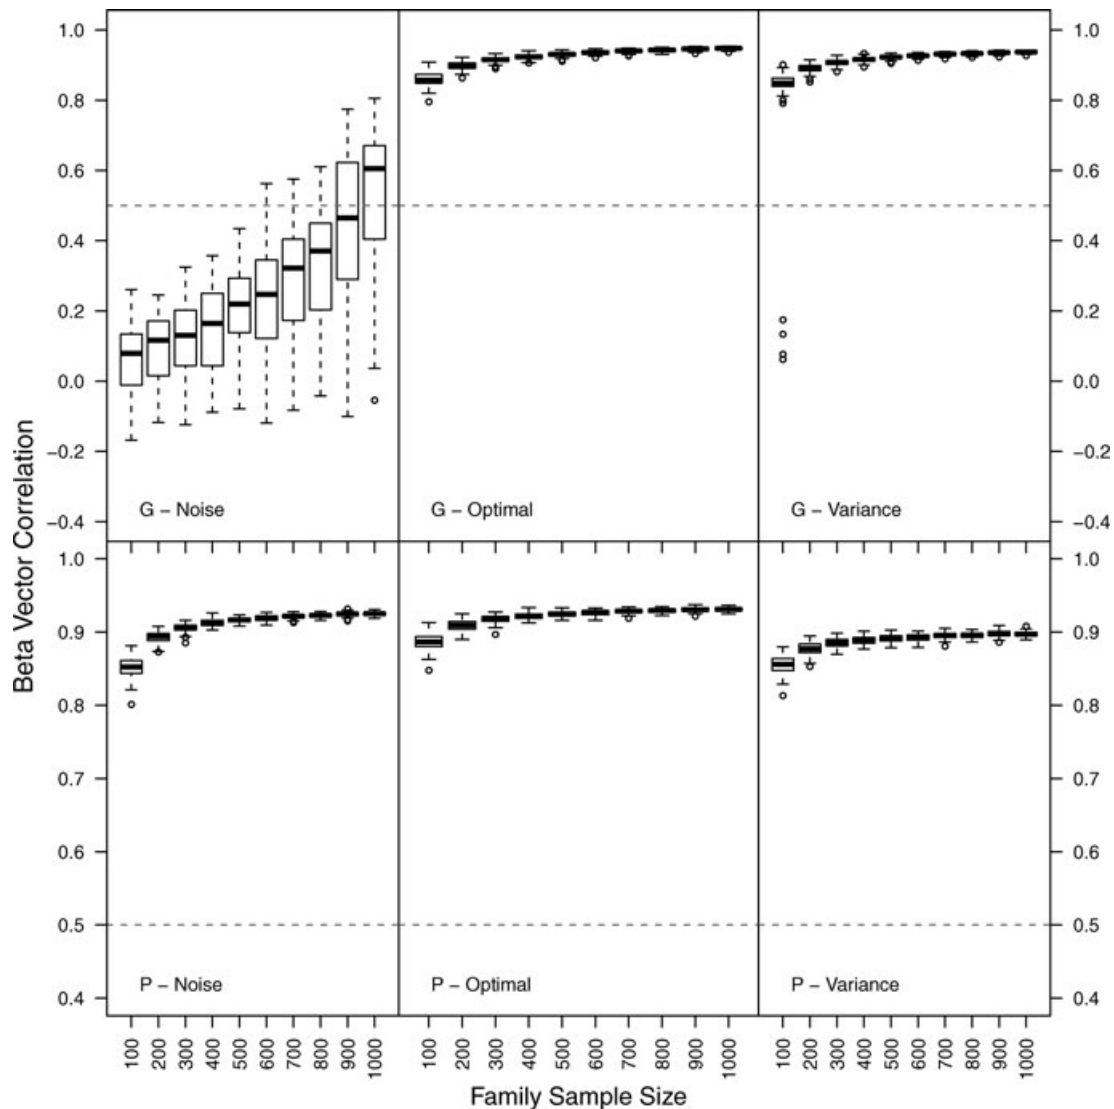 1.0
0.8
0.6
0.4
0.2
0.0
−0.2
−0.4
G − Noise
G − Optimal
G − Variance
1.0
0.8
0.6
0.4
0.2
0.0
−0.2
−0.4
Beta Vector Correlation
1.0
0.9
0.8
0.7
0.6
0.5
0.4
P − Noise
P − Optimal
P − Variance
1.0
0.9
0.8
0.7
0.6
0.5
0.4
100 200 300 400 500 600 700 800 900 1000
100 200 300 400 500 600 700 800 900 1000
100 200 300 400 500 600 700 800 900 1000
Family Sample Size